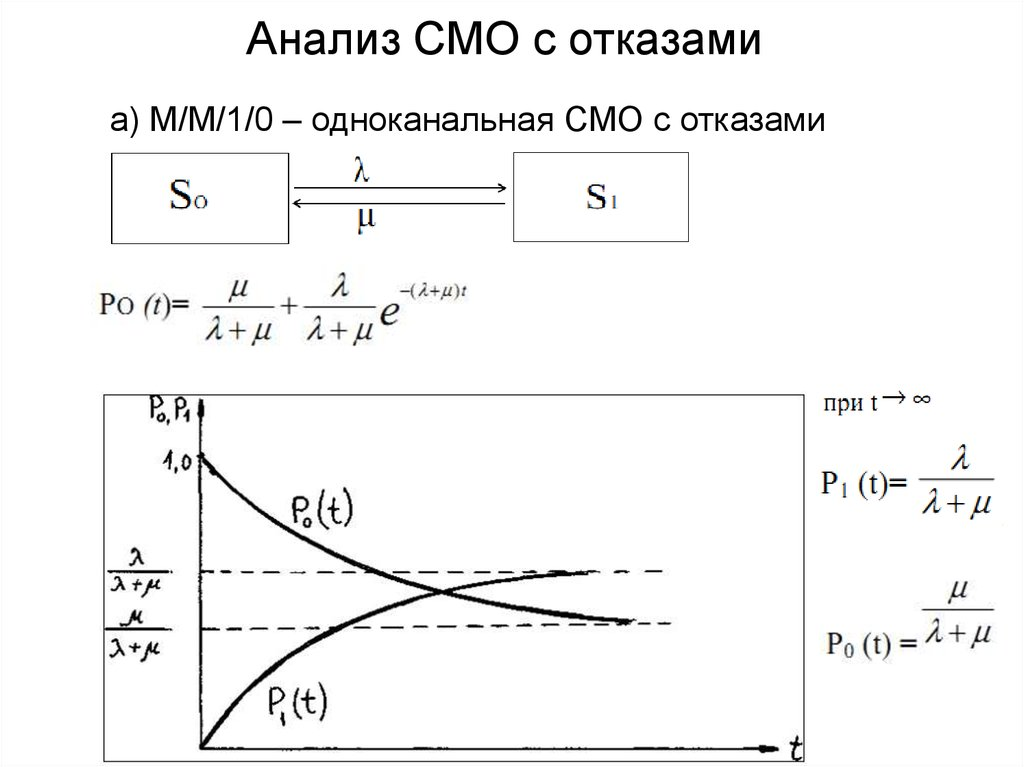 Анализ СМО с отказами
а) М/М/1/0 – одноканальная СМО с отказами
S₀ λ μ S₁
P₀ (t)= μ/(λ+μ) + λ/(λ+μ) e^(−(λ+μ)t)
при t → ∞
P₁ (t)= λ/(λ+μ)
P₀ (t) = μ/(λ+μ)
P₀,P₁
1,0
P₀(t)
λ/(λ+μ)
μ/(λ+μ)
P₁(t)
t